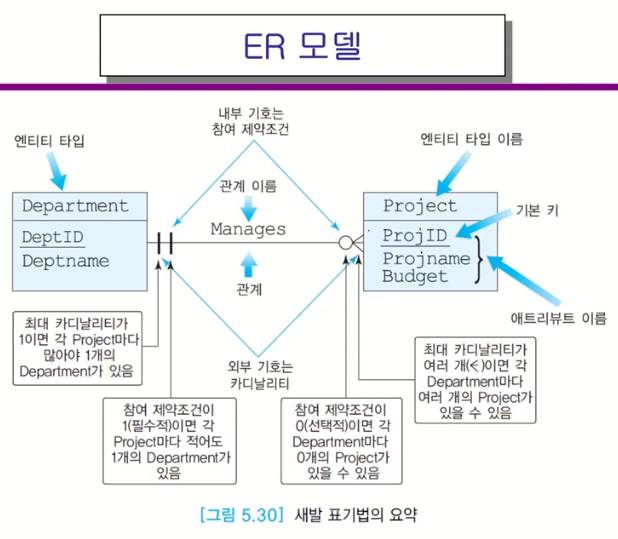 ER 모델
내부 기호는
참여 제약조건
엔티티 타입
엔티티 타입 이름
관계 이름
기본 키
Department
DeptID
Deptname
Manages
관계
Project
ProjID
Projname
Budget
애트리뷰트 이름
최대 카디날리티가
1이면 각 Project마다
많아야 1개의
Department가 있음
외부 기호는
카디날리티
최대 카디날리티가
여러 개(<)이면 각
Department마다
여러 개의 Project가
있을 수 있음
참여 제약조건이
1(필수적)이면 각
Project마다 적어도
1개의 Department가
있음
참여 제약조건이
0(선택적)이면 각
Department마다
0개의 Project가
있을 수 있음
[그림 5.30] 새발 표기법의 요약